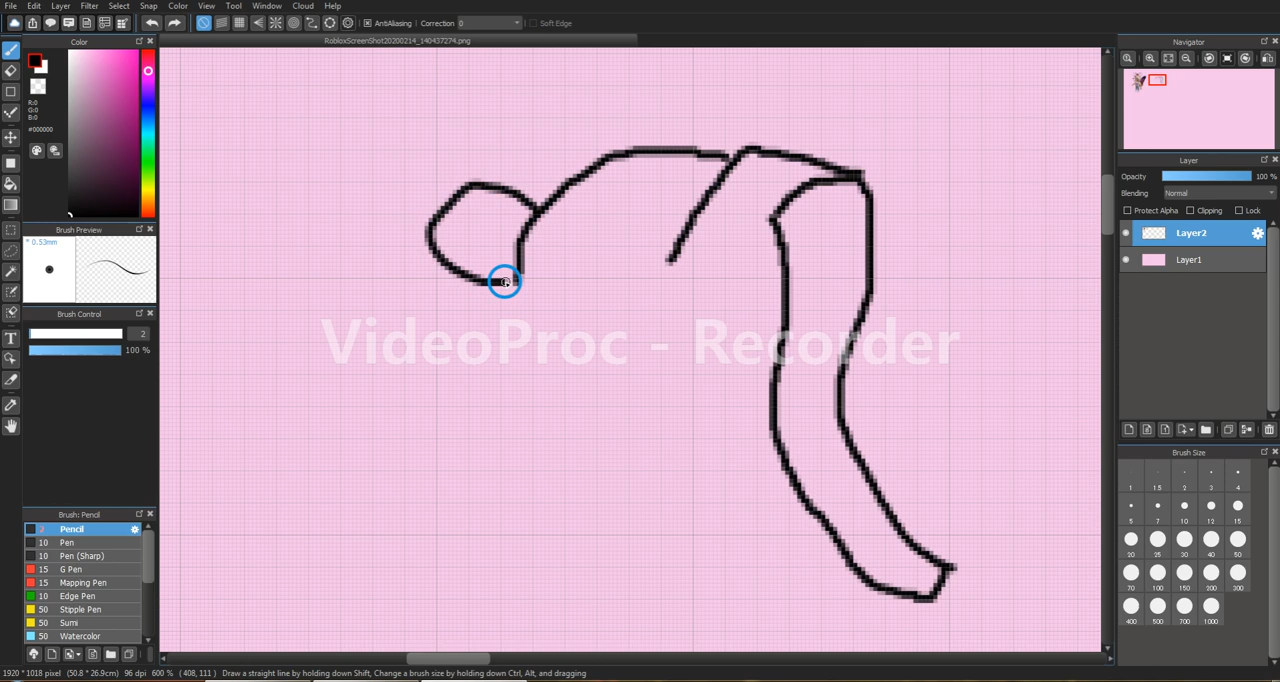 File Edit Layer Filter Select Snap Color View Tool Window Cloud Help
AntiAliasing Correction 0 Soft Edge
RobloxScreenShot20200214_140437274.png
Color
R:0
G:0
B:0
#000000
Brush Preview
* 0.53mm
Brush Control
2
100 %
Brush: Pencil
2 Pencil
10 Pen
10 Pen (Sharp)
15 G Pen
15 Mapping Pen
10 Edge Pen
50 Stipple Pen
50 Sumi
50 Watercolor
VideoProc - Recorder
Navigator
Layer
Opacity 100 %
Blending Normal
Protect Alpha Clipping Lock
Layer2
Layer1
Brush Size
1 1.5 2 3 4
5 7 10 12 15
20 25 30 40 50
70 100 150 200 300
400 500 700 1000
1920 * 1018 pixel (50.8 * 26.9cm) 96 dpi 600 % ( 408, 111 ) Draw a straight line by holding down Shift, Change a brush size by holding down Ctrl, Alt, and dragging